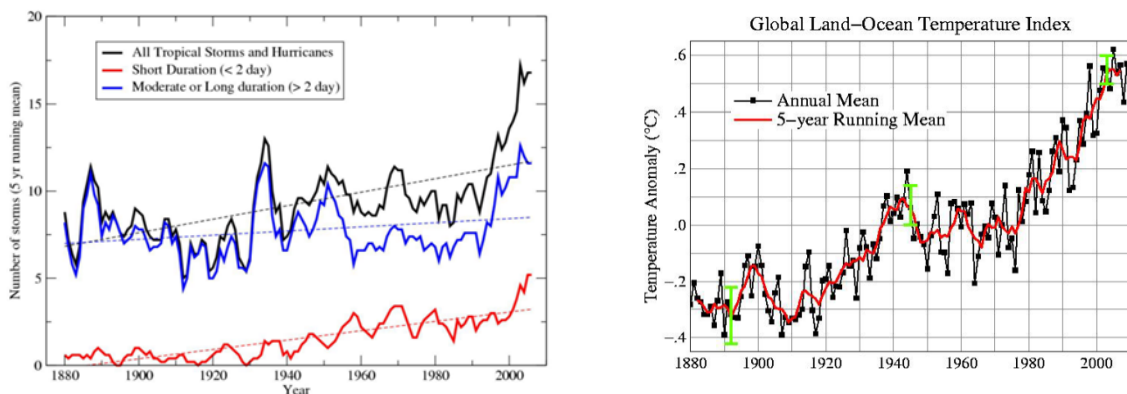 20
15
10
5
0
Number of storms (5 yr running mean)
All Tropical Storms and Hurricanes
Short Duration (< 2 day)
Moderate or Long duration (> 2 day)
1880
1900
1920
1940
1960
1980
2000
Year
Global Land−Ocean Temperature Index
.6
.4
.2
.0
−.2
−.4
Temperature Anomaly (°C)
Annual Mean
5−year Running Mean
1880
1900
1920
1940
1960
1980
2000